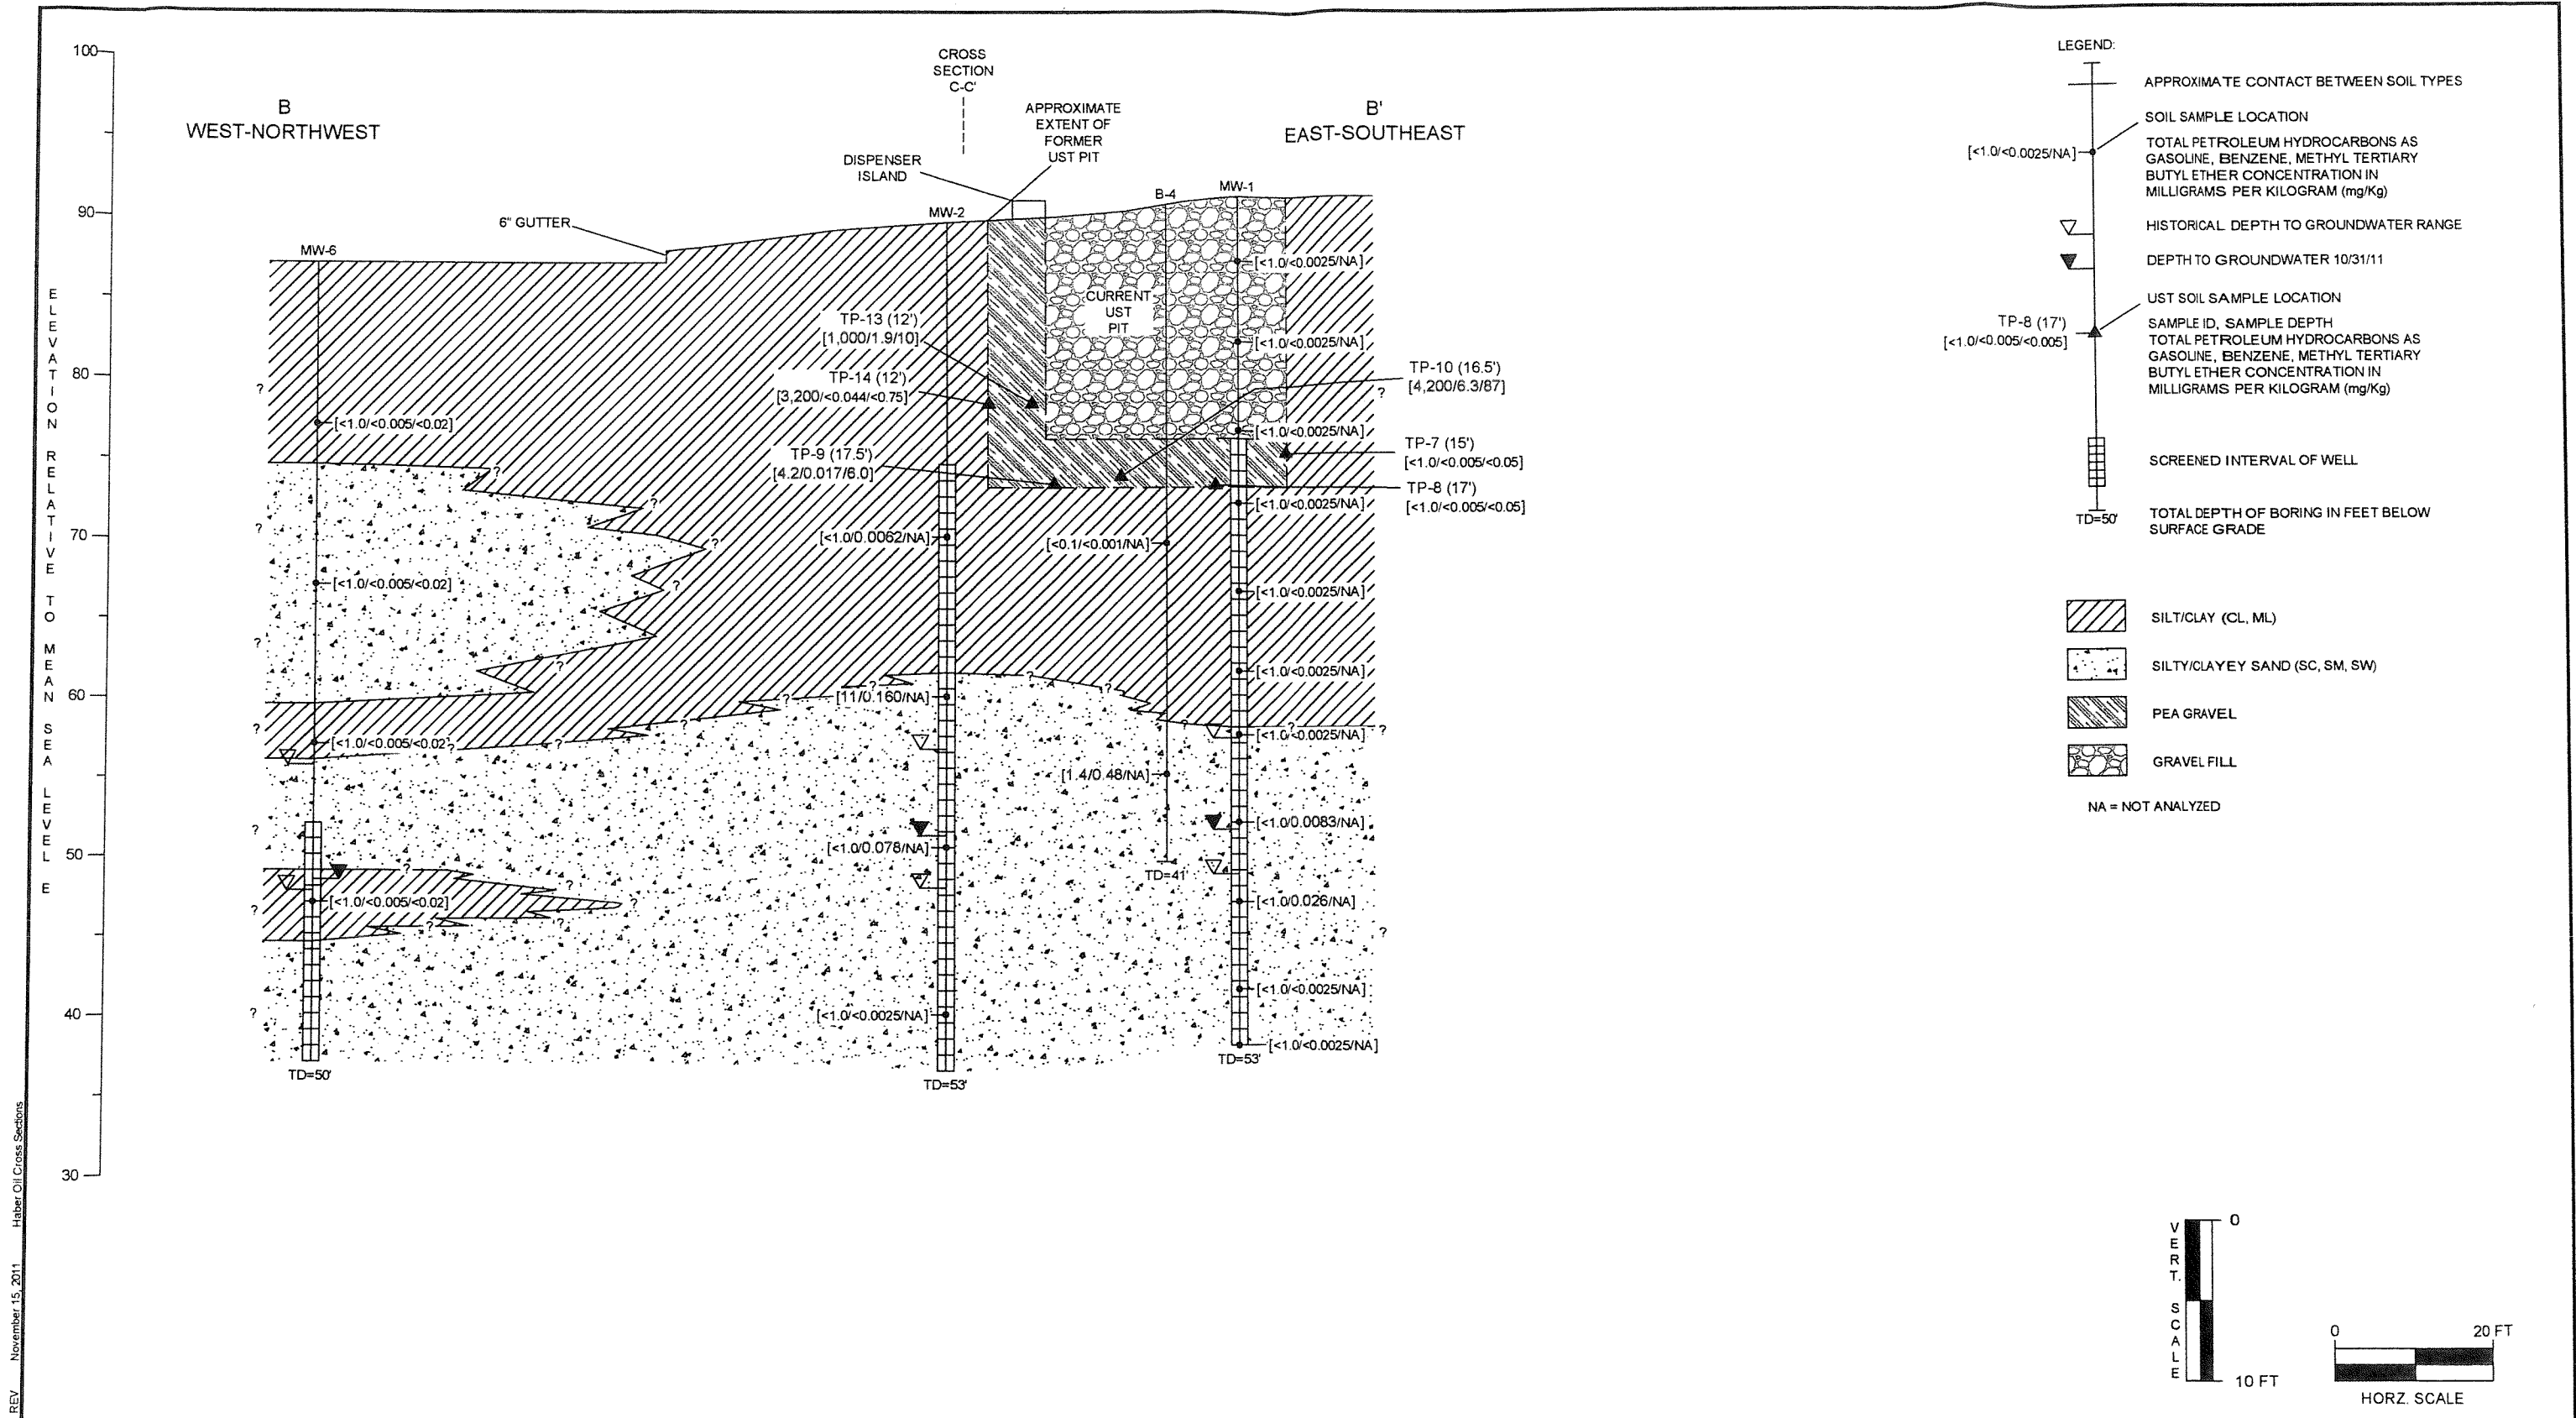 100
90
80
70
60
50
40
30
ELEVATION RELATIVE TO MEAN SEA LEVEL E
B
WEST-NORTHWEST
CROSS
SECTION
C-C'
APPROXIMATE
EXTENT OF
FORMER
UST PIT
DISPENSER
ISLAND
B'
EAST-SOUTHEAST
6" GUTTER
MW-6
MW-2
B-4
MW-1
CURRENT
UST
PIT
TP-13 (12')
[1,000/1.9/10]
TP-14 (12')
[3,200/<0.044/<0.75]
TP-9 (17.5')
[4.2/0.017/6.0]
TP-10 (16.5')
[4,200/6.3/87]
TP-7 (15')
[<1.0/<0.005/<0.05]
TP-8 (17')
[<1.0/<0.005/<0.05]
[<1.0/<0.005/<0.02]
[<1.0/<0.005/<0.02]
[<1.0/<0.005/<0.02]
[<1.0/<0.005/<0.02]
TD=50'
[<1.0/0.0062/NA]
[11/0.160/NA]
[<1.0/0.078/NA]
[<1.0/<0.0025/NA]
TD=53'
[<0.1/<0.001/NA]
[1.4/0.48/NA]
TD=41'
[<1.0/<0.0025/NA]
[<1.0/<0.0025/NA]
[<1.0/<0.0025/NA]
[<1.0/<0.0025/NA]
[<1.0/<0.0025/NA]
[<1.0/<0.0025/NA]
[<1.0/<0.0025/NA]
[<1.0/0.0083/NA]
[<1.0/0.026/NA]
[<1.0/<0.0025/NA]
[<1.0/<0.0025/NA]
TD=53'
LEGEND:
APPROXIMATE CONTACT BETWEEN SOIL TYPES
SOIL SAMPLE LOCATION
[<1.0/<0.0025/NA]
TOTAL PETROLEUM HYDROCARBONS AS
GASOLINE, BENZENE, METHYL TERTIARY
BUTYL ETHER CONCENTRATION IN
MILLIGRAMS PER KILOGRAM (mg/Kg)
HISTORICAL DEPTH TO GROUNDWATER RANGE
DEPTH TO GROUNDWATER 10/31/11
UST SOIL SAMPLE LOCATION
TP-8 (17')
[<1.0/<0.005/<0.005]
SAMPLE ID, SAMPLE DEPTH
TOTAL PETROLEUM HYDROCARBONS AS
GASOLINE, BENZENE, METHYL TERTIARY
BUTYL ETHER CONCENTRATION IN
MILLIGRAMS PER KILOGRAM (mg/Kg)
SCREENED INTERVAL OF WELL
TD=50'
TOTAL DEPTH OF BORING IN FEET BELOW
SURFACE GRADE
SILT/CLAY (CL, ML)
SILTY/CLAYEY SAND (SC, SM, SW)
PEA GRAVEL
GRAVEL FILL
NA = NOT ANALYZED
VERT. SCALE
0
10 FT
0 20 FT
HORZ. SCALE
REV November 15, 2011 Haber Oil Cross Sections